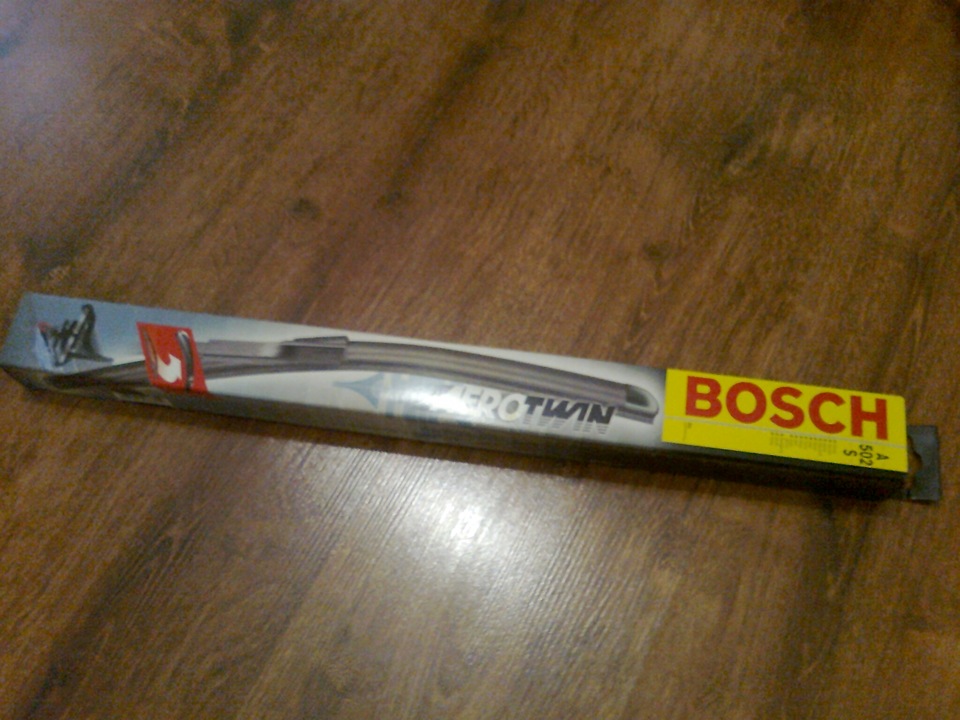 AEROTWIN
BOSCH
A
502
S